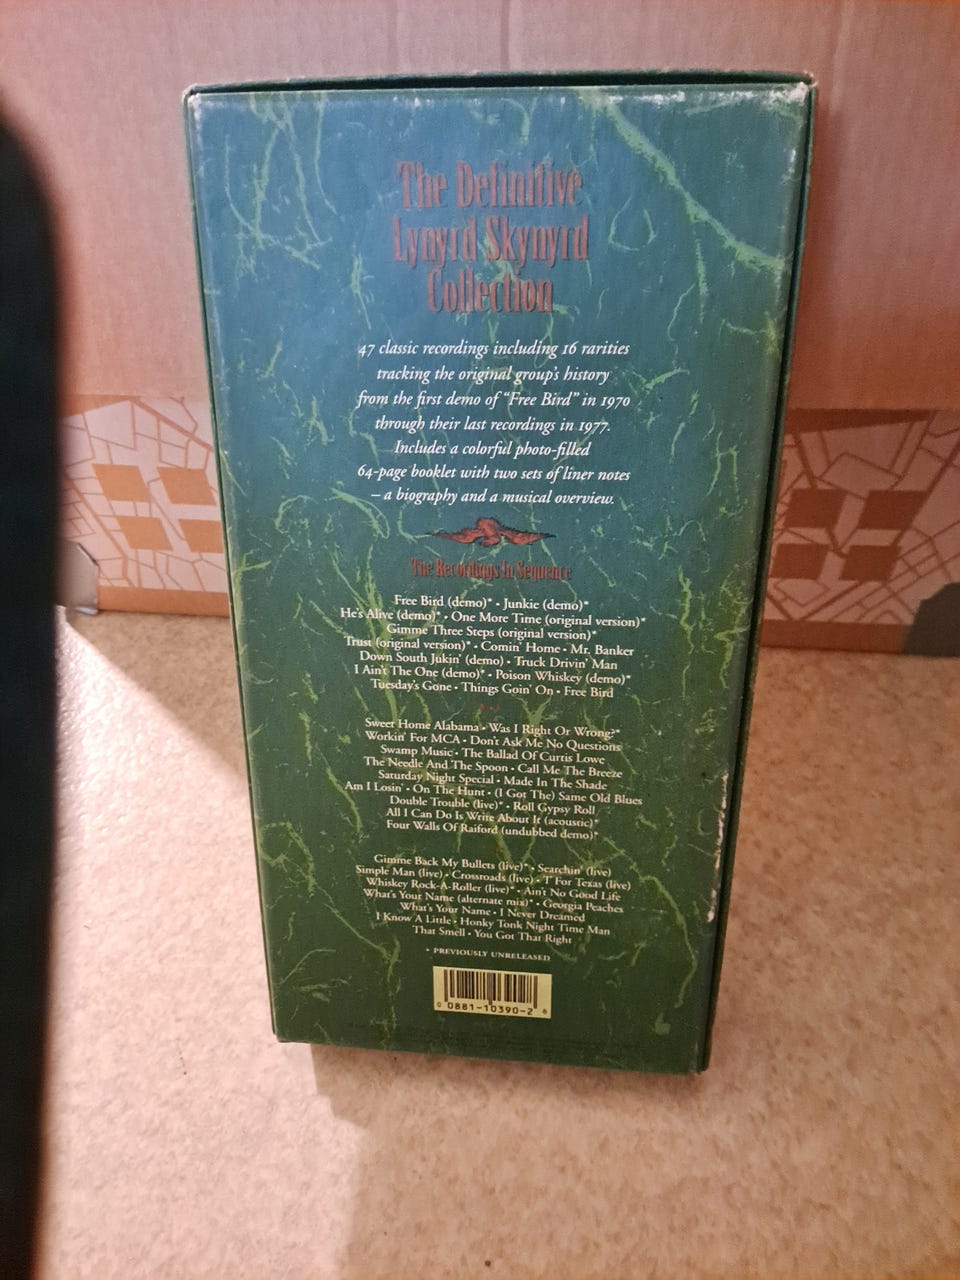 The Definitive
Lynyrd Skynyrd
Collection
47 classic recordings including 16 rarities
tracking the original group's history
from the first demo of "Free Bird" in 1970
through their last recordings in 1977.
Includes a colorful photo-filled
64-page booklet with two sets of liner notes
– a biography and a musical overview.
The Recordings In Sequence
Free Bird (demo)* • Junkie (demo)*
He's Alive (demo)* • One More Time (original version)*
Gimme Three Steps (original version)*
Trust (original version)* • Comin' Home • Mr. Banker
Down South Jukin' (demo) • Truck Drivin' Man
I Ain't The One (demo)* • Poison Whiskey (demo)*
Tuesday's Gone • Things Goin' On • Free Bird
Sweet Home Alabama • Was I Right Or Wrong?*
Workin' For MCA • Don't Ask Me No Questions
Swamp Music • The Ballad Of Curtis Lowe
The Needle And The Spoon • Call Me The Breeze
Saturday Night Special • Made In The Shade
Am I Losin' • On The Hunt • (I Got The) Same Old Blues
Double Trouble (live)* • Roll Gypsy Roll
All I Can Do Is Write About It (acoustic)*
Four Walls Of Raiford (undubbed demo)*
Gimme Back My Bullets (live)* • Searchin' (live)
Simple Man (live) • Crossroads (live) • T For Texas (live)
Whiskey Rock-A-Roller (live)* • Ain't No Good Life
What's Your Name (alternate mix)* • Georgia Peaches
What's Your Name • I Never Dreamed
I Know A Little • Honky Tonk Night Time Man
That Smell • You Got That Right
* PREVIOUSLY UNRELEASED
0 0881-10390-2 8